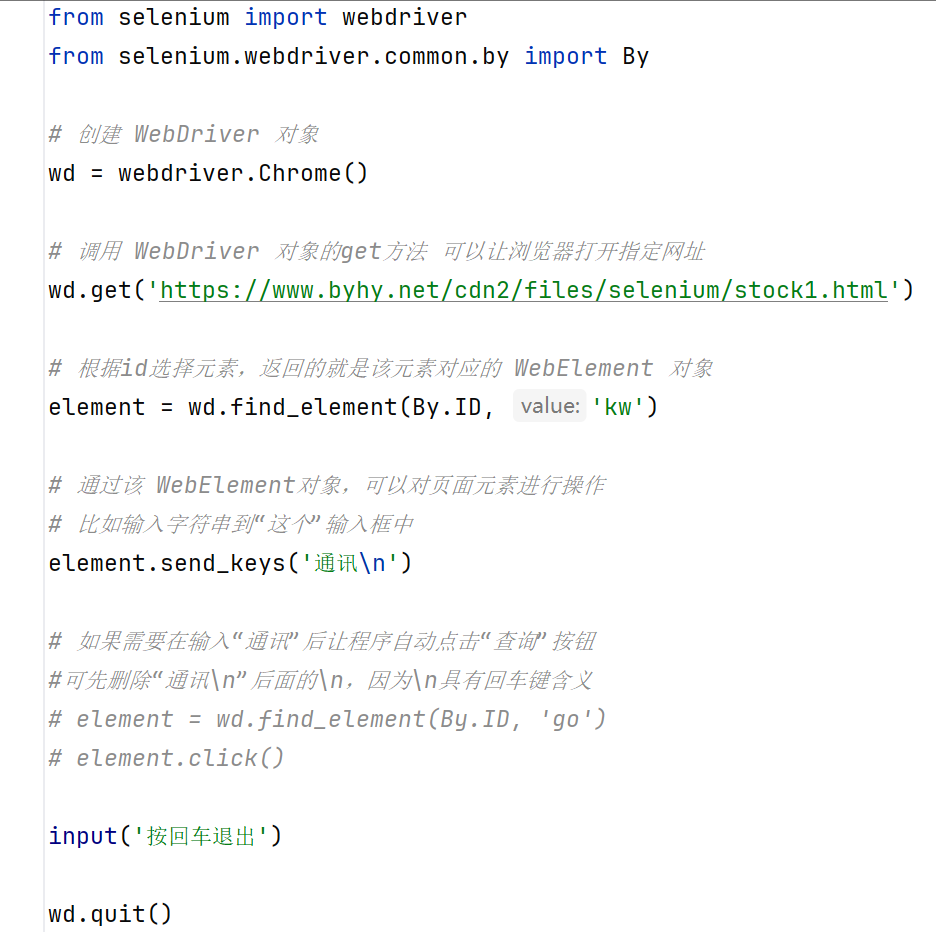 from selenium import webdriver
from selenium.webdriver.common.by import By
# 创建 WebDriver 对象
wd = webdriver.Chrome()
# 调用 WebDriver 对象的get方法 可以让浏览器打开指定网址
wd.get('https://www.byhy.net/cdn2/files/selenium/stock1.html')
# 根据id选择元素，返回的就是该元素对应的 WebElement 对象
element = wd.find_element(By.ID, value: 'kw')
# 通过该 WebElement对象，可以对页面元素进行操作
# 比如输入字符串到“这个”输入框中
element.send_keys('通讯\n')
# 如果需要在输入“通讯”后让程序自动点击“查询”按钮
#可先删除“通讯\n”后面的\n，因为\n具有回车键含义
# element = wd.find_element(By.ID, 'go')
# element.click()
input('按回车退出')
wd.quit()